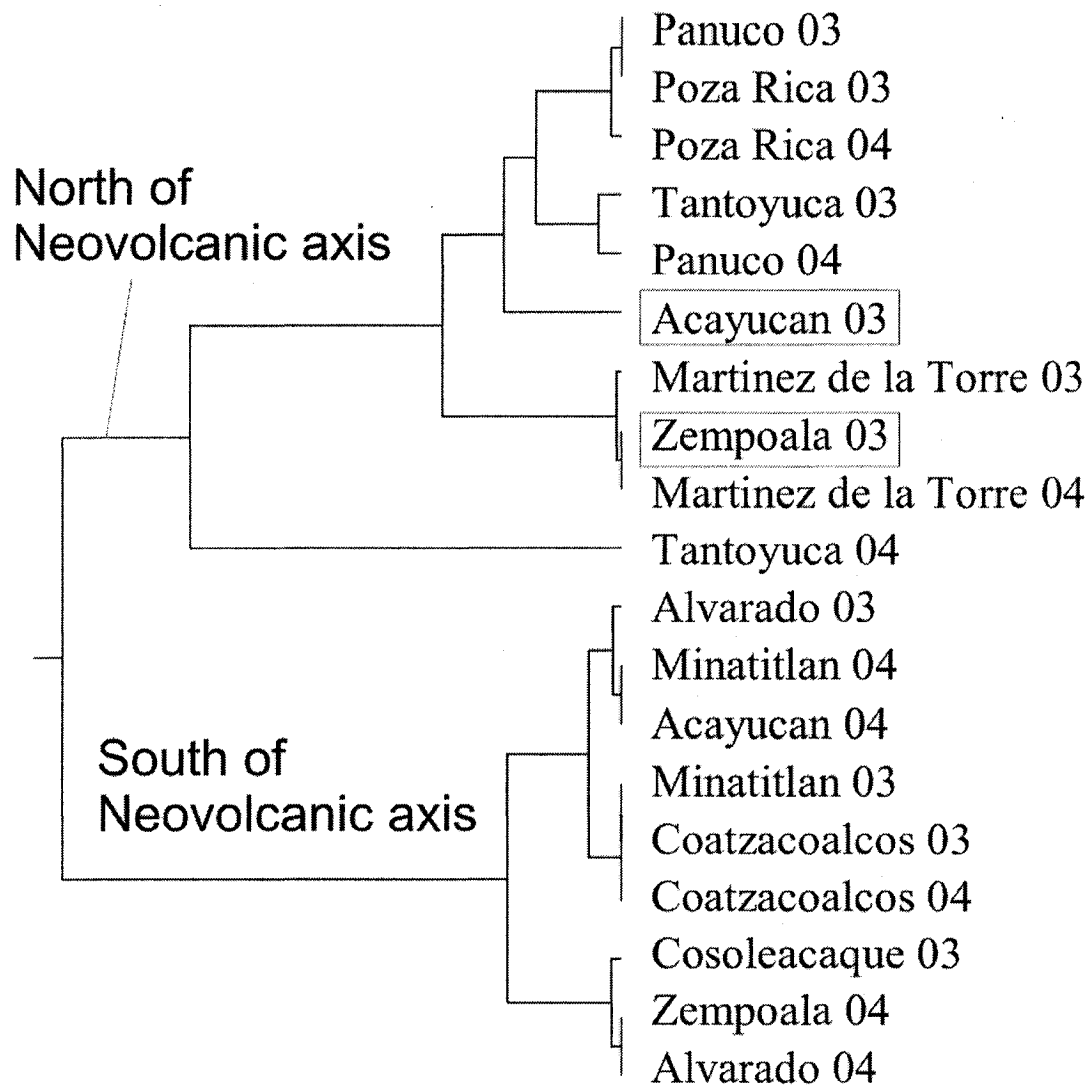 Panuco 03
Poza Rica 03
Poza Rica 04
North of
Neovolcanic axis
Tantoyuca 03
Panuco 04
Acayucan 03
Martinez de la Torre 03
Zempoala 03
Martinez de la Torre 04
Tantoyuca 04
Alvarado 03
Minatitlan 04
Acayucan 04
South of
Neovolcanic axis
Minatitlan 03
Coatzacoalcos 03
Coatzacoalcos 04
Cosoleacaque 03
Zempoala 04
Alvarado 04